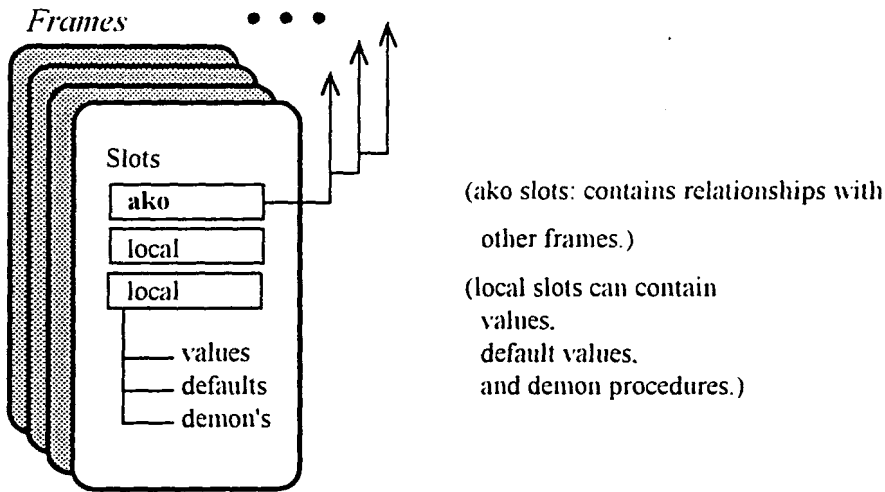 Frames
Slots
ako
local
local
values
defaults
demon's
(ako slots: contains relationships with
other frames.)
(local slots can contain
values.
default values.
and demon procedures.)